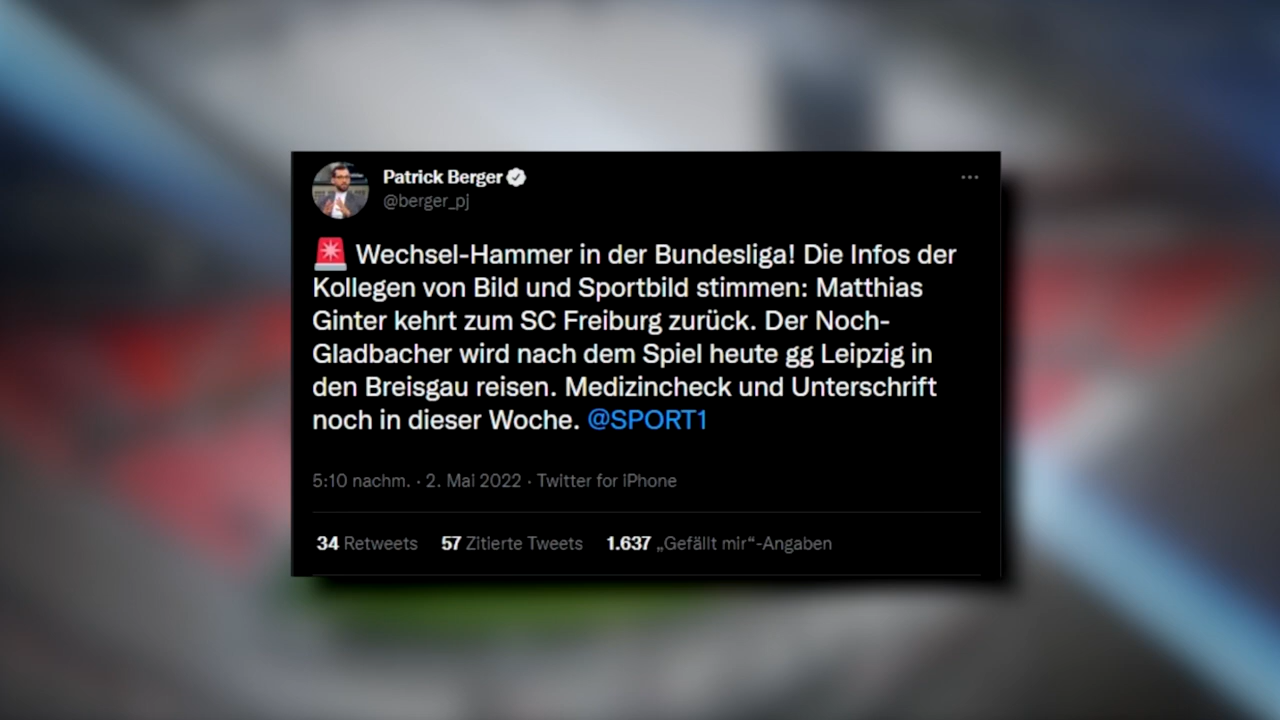 Patrick Berger
@berger_pj
Wechsel-Hammer in der Bundesliga! Die Infos der
Kollegen von Bild und Sportbild stimmen: Matthias
Ginter kehrt zum SC Freiburg zurück. Der Noch-
Gladbacher wird nach dem Spiel heute gg Leipzig in
den Breisgau reisen. Medizincheck und Unterschrift
noch in dieser Woche. @SPORT1
5:10 nachm. · 2. Mai 2022 · Twitter for iPhone
34 Retweets 57 Zitierte Tweets 1.637 „Gefällt mir“-Angaben